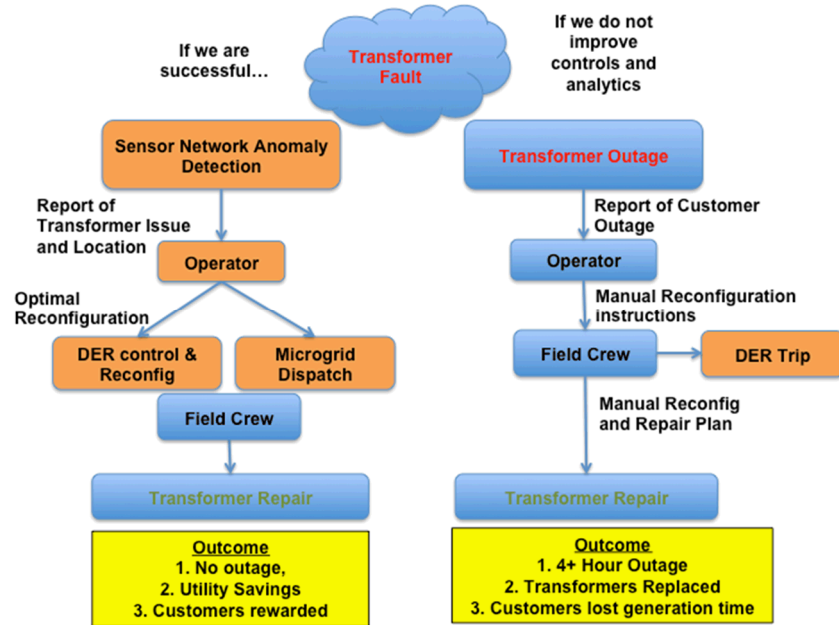 If we are
successful…
Transformer
Fault
If we do not
improve
controls and
analytics
Sensor Network Anomaly
Detection
Report of
Transformer Issue
and Location
Operator
Optimal
Reconfiguration
DER control &
Reconfig
Microgrid
Dispatch
Field Crew
Transformer Repair
Outcome
1. No outage,
2. Utility Savings
3. Customers rewarded
Transformer Outage
Report of Customer
Outage
Operator
Manual Reconfiguration
instructions
Field Crew
DER Trip
Manual Reconfig
and Repair Plan
Transformer Repair
Outcome
1. 4+ Hour Outage
2. Transformers Replaced
3. Customers lost generation time